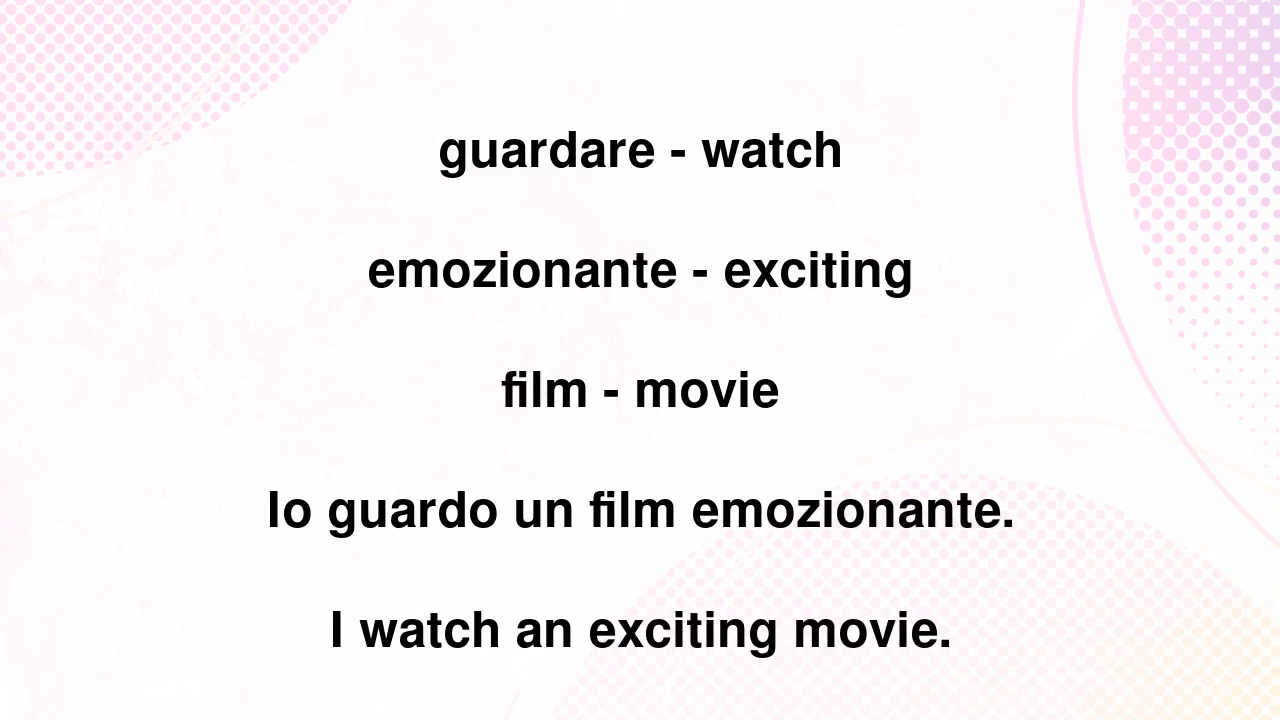 guardare - watch
emozionante - exciting
film - movie
Io guardo un film emozionante.
I watch an exciting movie.